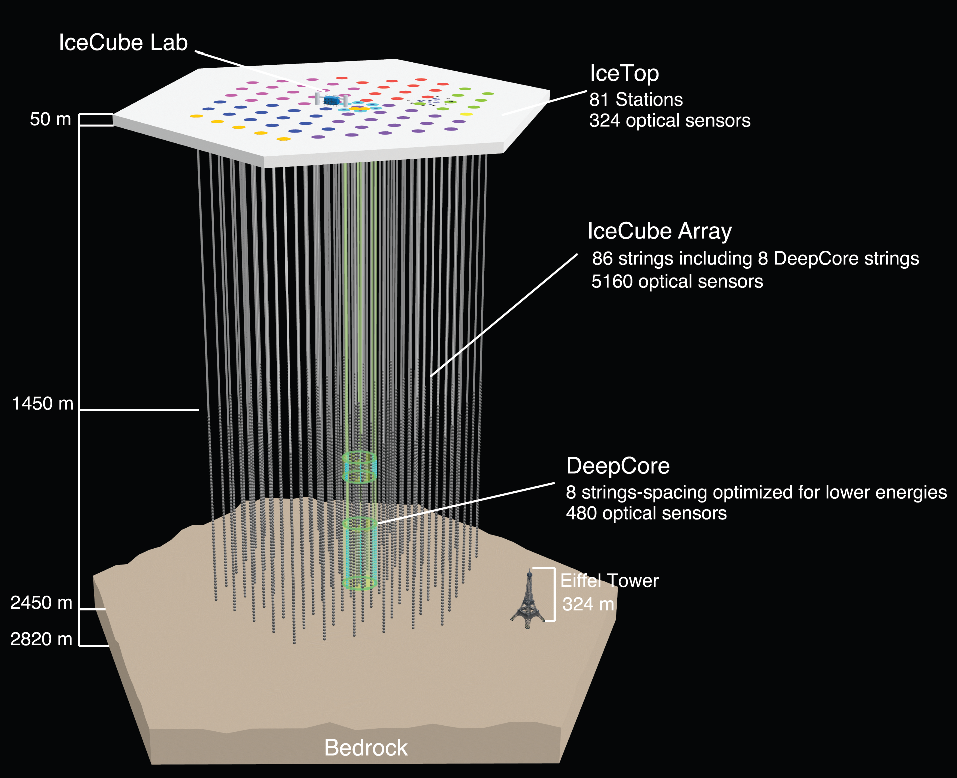 IceCube Lab
IceTop
81 Stations
324 optical sensors
50 m
IceCube Array
86 strings including 8 DeepCore strings
5160 optical sensors
1450 m
DeepCore
8 strings-spacing optimized for lower energies
480 optical sensors
Eiffel Tower
324 m
2450 m
2820 m
Bedrock